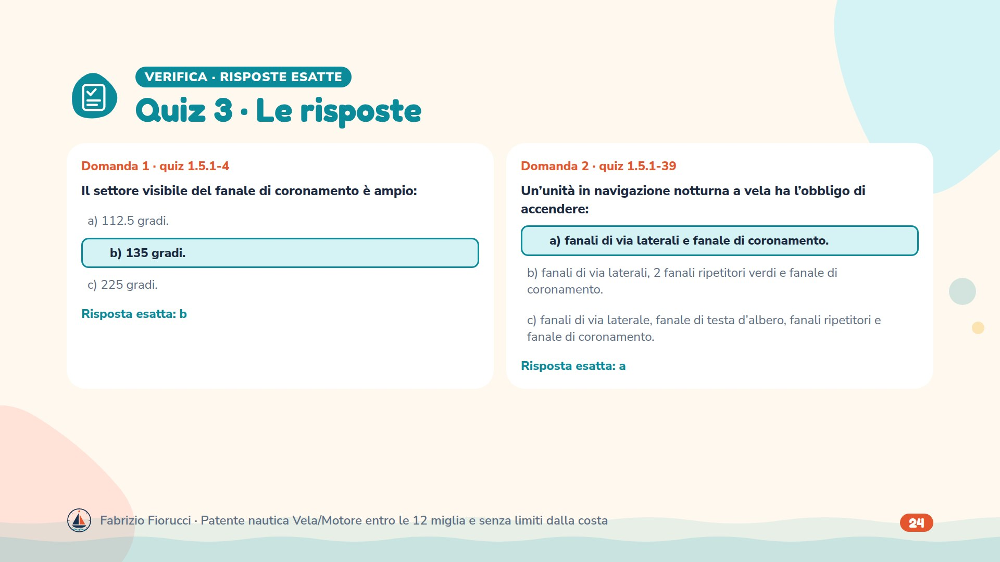 VERIFICA · RISPOSTE ESATTE
Quiz 3 · Le risposte
Domanda 1 · quiz 1.5.1-4
Il settore visibile del fanale di coronamento è ampio:
a) 112.5 gradi.
b) 135 gradi.
c) 225 gradi.
Risposta esatta: b
Domanda 2 · quiz 1.5.1-39
Un’unità in navigazione notturna a vela ha l’obbligo di
accendere:
a) fanali di via laterali e fanale di coronamento.
b) fanali di via laterali, 2 fanali ripetitori verdi e fanale di
coronamento.
c) fanali di via laterale, fanale di testa d’albero, fanali ripetitori e
fanale di coronamento.
Risposta esatta: a
Fabrizio Fiorucci · Patente nautica Vela/Motore entro le 12 miglia e senza limiti dalla costa
24